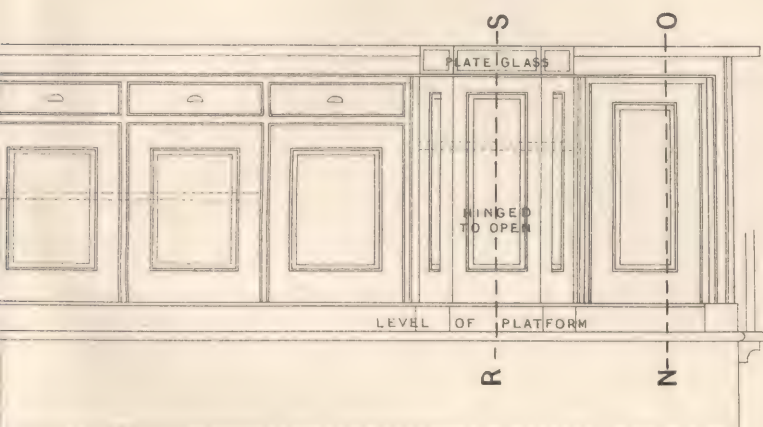 S O
PLATE GLASS
HINGED
TO OPEN
LEVEL OF PLATFORM
R N